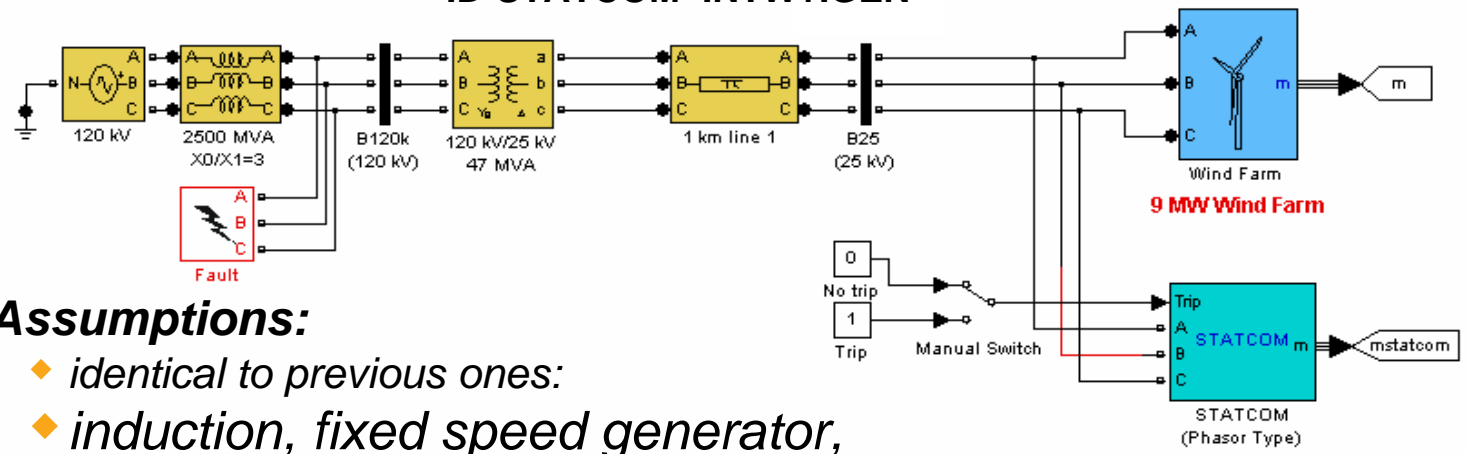 A
B
C
N
A
B
C
120 kV
A
B
C
A
B
C
2500 MVA
X0/X1=3
B120k
(120 kV)
A
B
C
Yg
a
b
c
120 kV/25 kV
47 MVA
A
B
C
A
B
C
1 km line 1
B25
(25 kV)
A
B
C
m
m
Wind Farm
9 MW Wind Farm
A
B
C
Fault
0
No trip
1
Trip
Manual Switch
Trip
A
B
C
STATCOM
m
mstatcom
STATCOM
(Phasor Type)
Assumptions:
identical to previous ones:
induction, fixed speed generator,